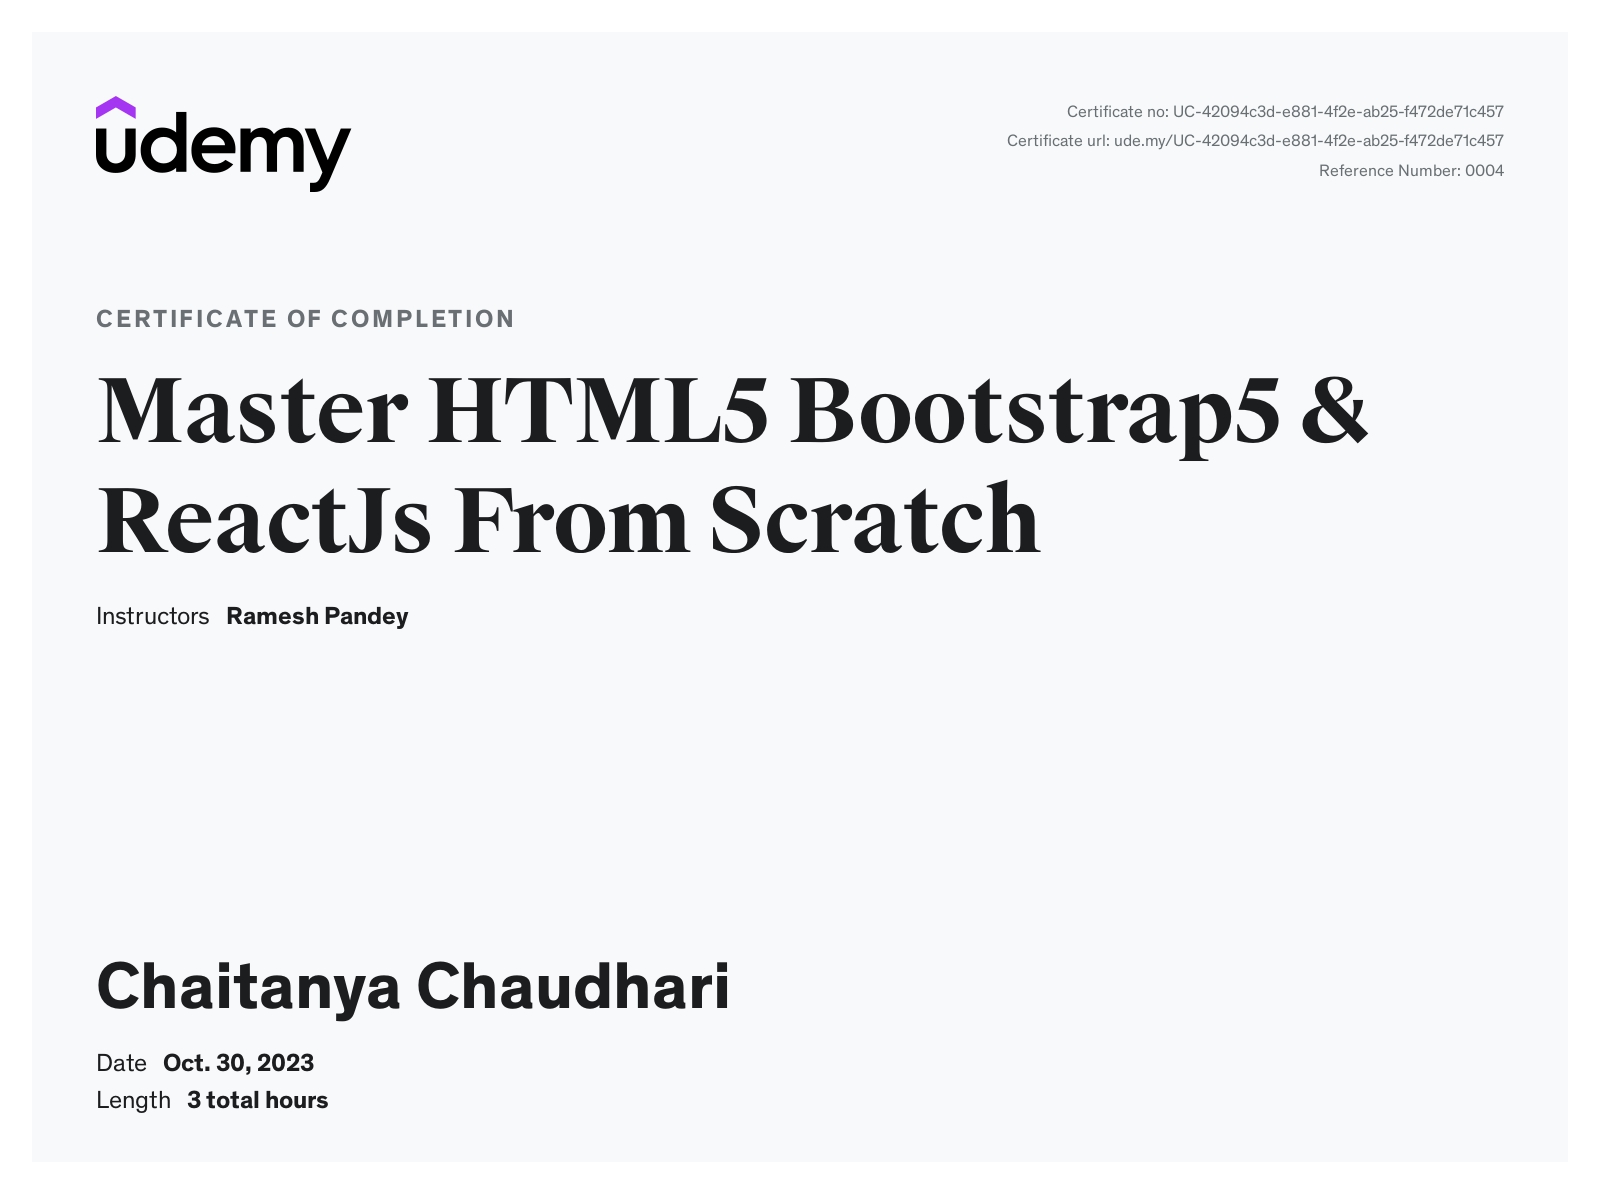 udemy
Certificate no: UC-42094c3d-e881-4f2e-ab25-f472de71c457
Certificate url: ude.my/UC-42094c3d-e881-4f2e-ab25-f472de71c457
Reference Number: 0004
CERTIFICATE OF COMPLETION
Master HTML5 Bootstrap5 &
ReactJs From Scratch
Instructors Ramesh Pandey
Chaitanya Chaudhari
Date Oct. 30, 2023
Length 3 total hours